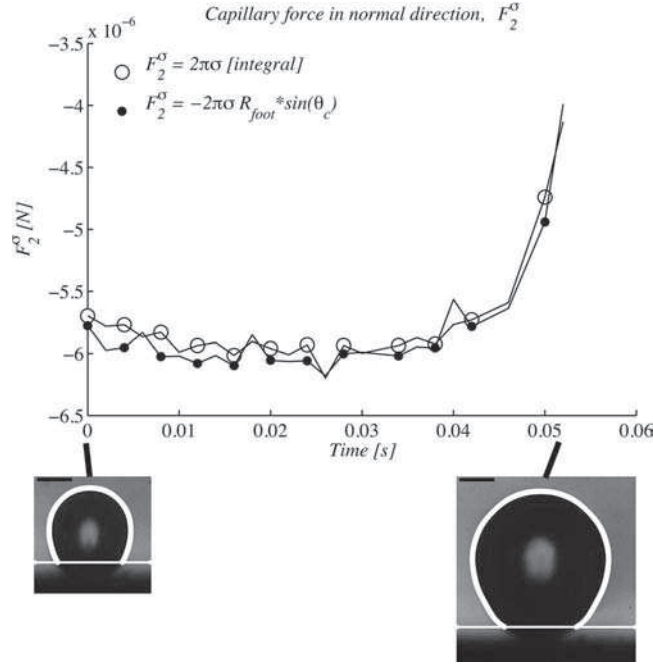 Capillary force in normal direction, F₂^σ
x 10⁻⁶
F₂^σ = 2πσ [integral]
F₂^σ = −2πσ R_foot*sin(θ_c)
−3.5
−4
−4.5
−5
−5.5
−6
−6.5
F₂^σ [N]
0 0.01 0.02 0.03 0.04 0.05 0.06
Time [s]